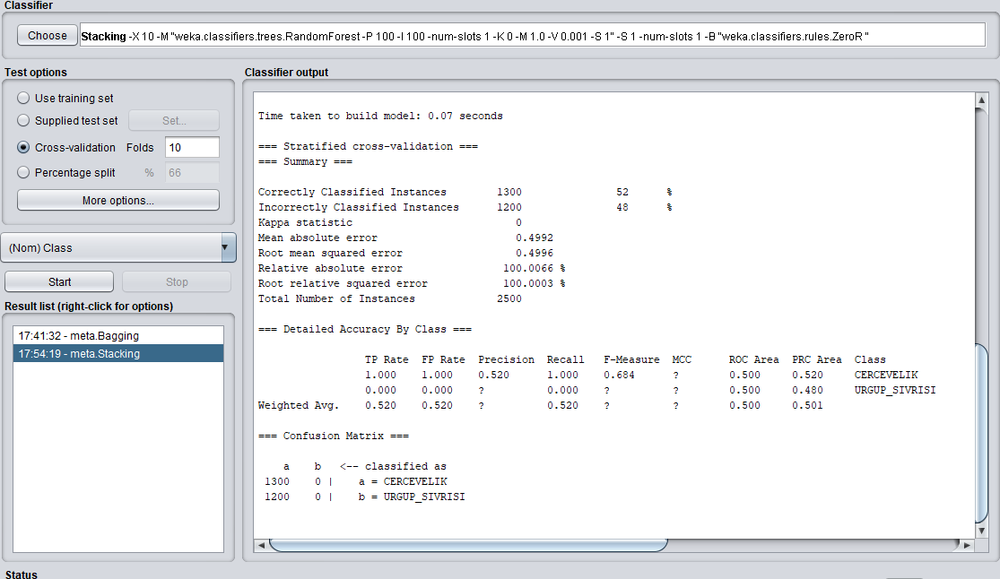 Classifier
Choose Stacking -X 10 -M "weka.classifiers.trees.RandomForest -P 100 -I 100 -num-slots 1 -K 0 -M 1.0 -V 0.001 -S 1" -S 1 -num-slots 1 -B "weka.classifiers.rules.ZeroR "
Test options
Use training set
Supplied test set Set...
Cross-validation Folds 10
Percentage split % 66
More options...
(Nom) Class
Start Stop
Result list (right-click for options)
17:41:32 - meta.Bagging
17:54:19 - meta.Stacking
Classifier output
Time taken to build model: 0.07 seconds
=== Stratified cross-validation ===
=== Summary ===
Correctly Classified Instances 1300 52 %
Incorrectly Classified Instances 1200 48 %
Kappa statistic 0
Mean absolute error 0.4992
Root mean squared error 0.4996
Relative absolute error 100.0066 %
Root relative squared error 100.0003 %
Total Number of Instances 2500
=== Detailed Accuracy By Class ===
TP Rate FP Rate Precision Recall F-Measure MCC ROC Area PRC Area Class
1.000 1.000 0.520 1.000 0.684 ? 0.500 0.520 CERCEVELIK
0.000 0.000 ? 0.000 ? ? 0.500 0.480 URGUP_SIVRISI
Weighted Avg. 0.520 0.520 ? 0.520 ? ? 0.500 0.501
=== Confusion Matrix ===
a b <-- classified as
1300 0 | a = CERCEVELIK
1200 0 | b = URGUP_SIVRISI
Status